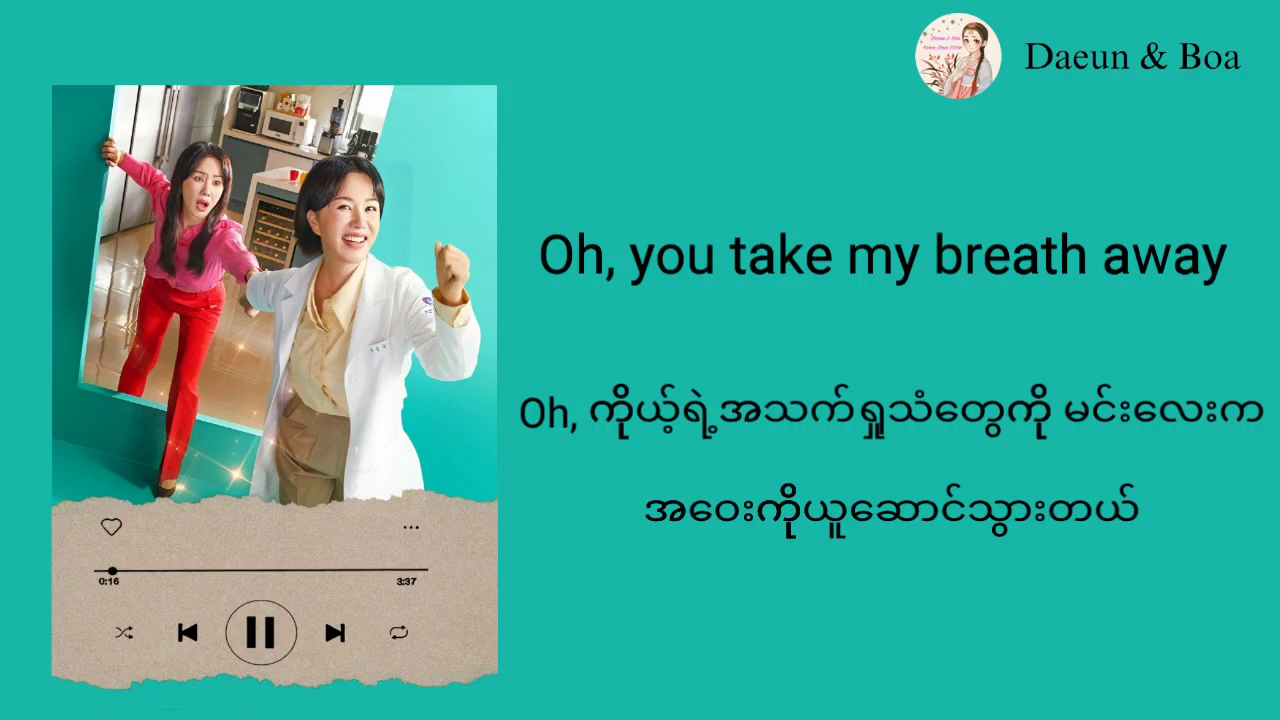 Daeun & Boa
Oh, you take my breath away
Oh, ကိုယ့်ရဲ့အသက်ရှူသံတွေကို မင်းလေးက
အဝေးကိုယူဆောင်သွားတယ်
0:16
3:37